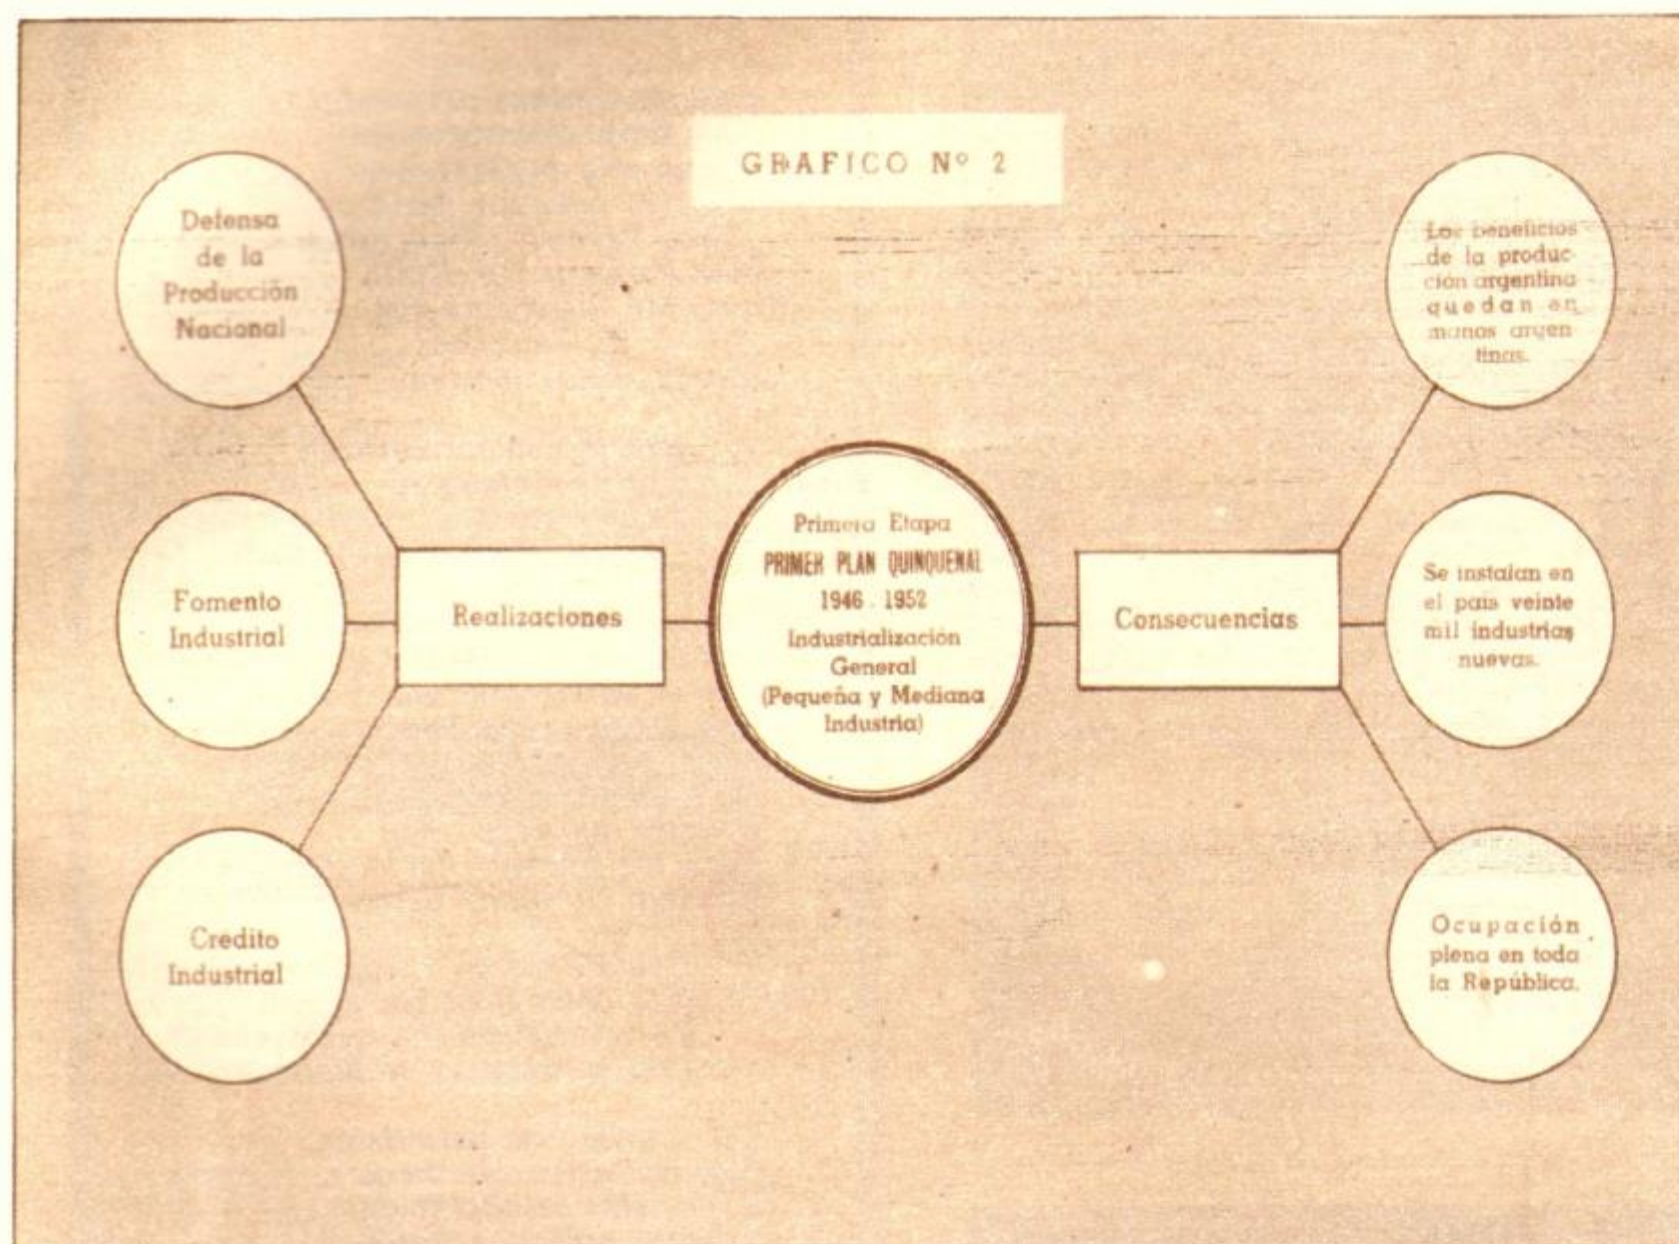 GRAFICO Nº 2
Defensa
de la
Producción
Nacional
Fomento
Industrial
Crédito
Industrial
Realizaciones
Primera Etapa
PRIMER PLAN QUINQUENAL
1946 - 1952
Industrialización
General
(Pequeña y Mediana
Industria)
Consecuencias
Los beneficios
de la produc-
ción argentina
quedan en
manos argen
tinas.
Se instalan en
el país veinte
mil industrias
nuevas.
Ocupación
plena en toda
la República.